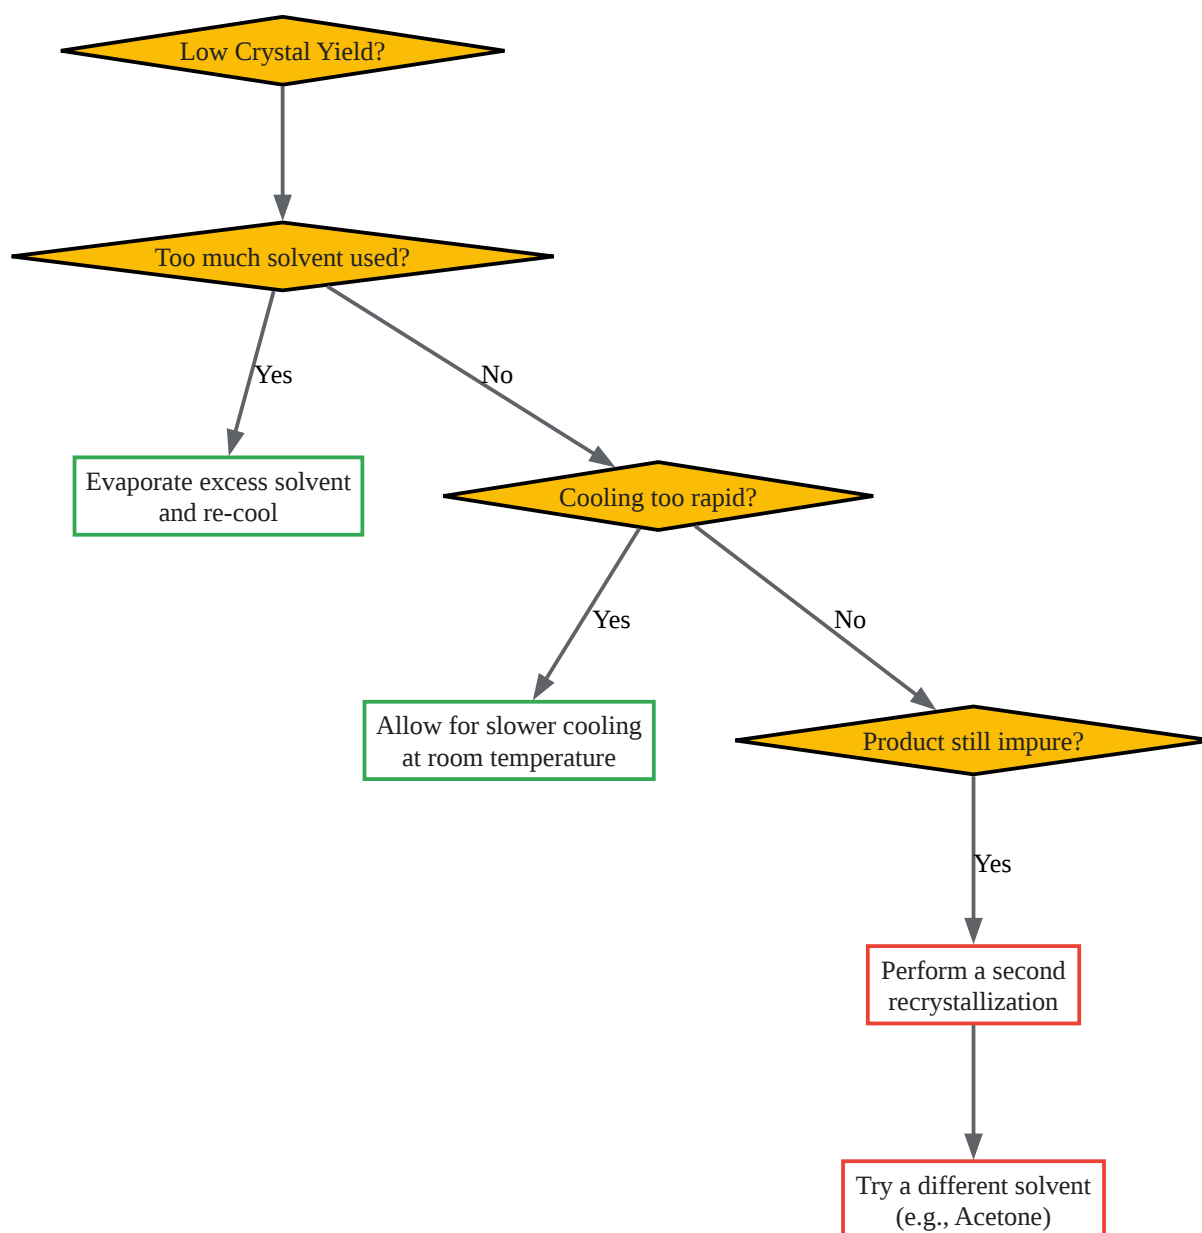 Low Crystal Yield?
Too much solvent used?
Yes
No
Evaporate excess solvent
and re-cool
Cooling too rapid?
Yes
No
Allow for slower cooling
at room temperature
Product still impure?
Yes
Perform a second
recrystallization
Try a different solvent
(e.g., Acetone)